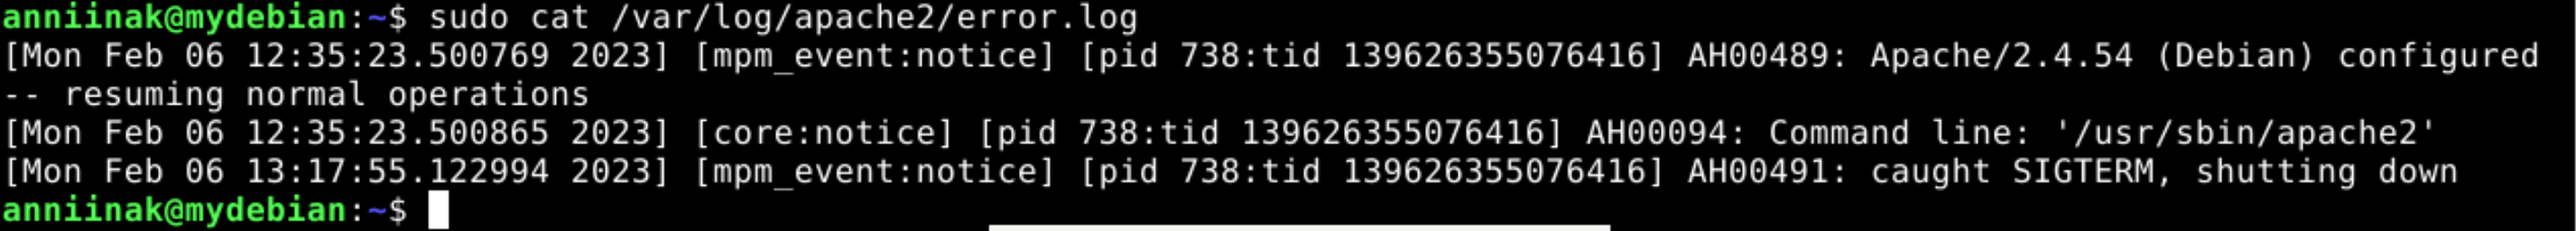 anniinak@mydebian:~$ sudo cat /var/log/apache2/error.log
[Mon Feb 06 12:35:23.500769 2023] [mpm_event:notice] [pid 738:tid 139626355076416] AH00489: Apache/2.4.54 (Debian) configured
-- resuming normal operations
[Mon Feb 06 12:35:23.500865 2023] [core:notice] [pid 738:tid 139626355076416] AH00094: Command line: '/usr/sbin/apache2'
[Mon Feb 06 13:17:55.122994 2023] [mpm_event:notice] [pid 738:tid 139626355076416] AH00491: caught SIGTERM, shutting down
anniinak@mydebian:~$